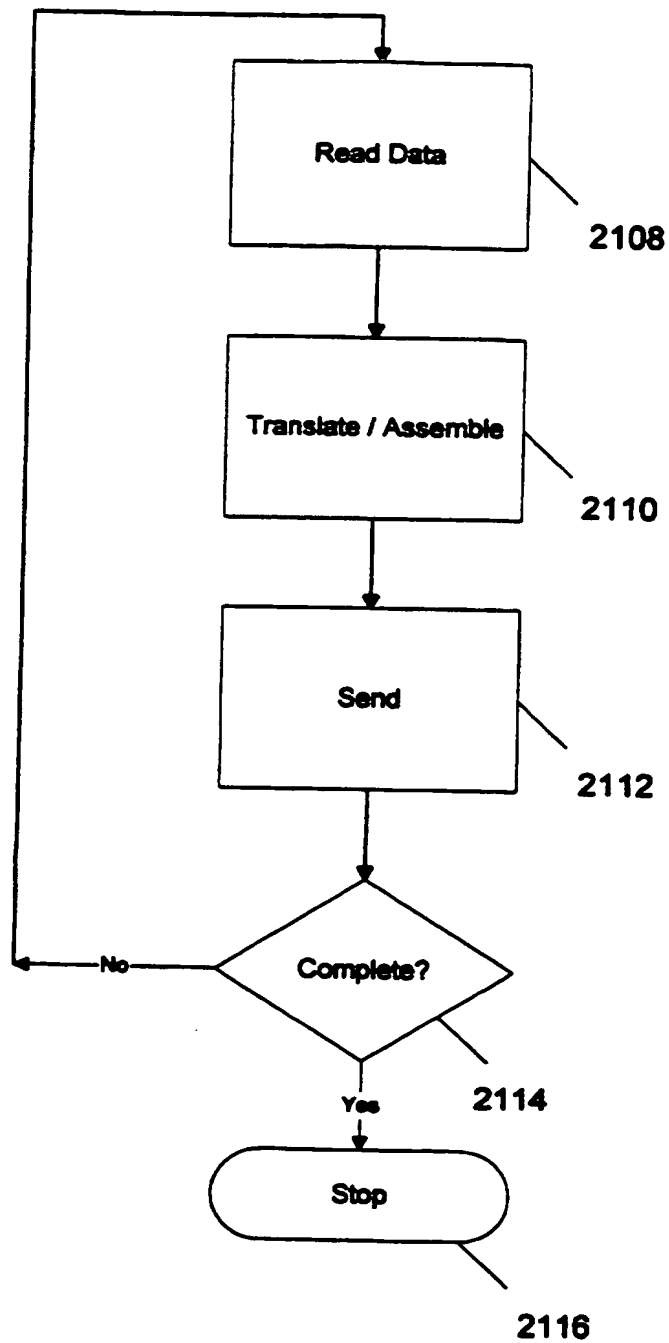 Read Data
2108
Translate / Assemble
2110
Send
2112
Complete?
No
2114
Yes
Stop
2116